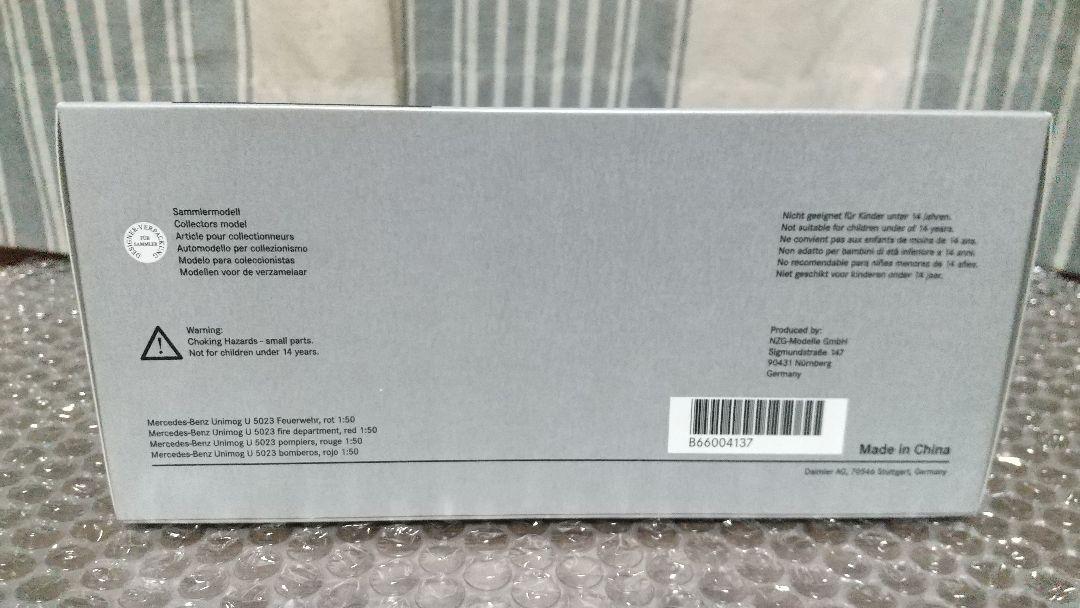 Sammlermodell
Collectors model
Article pour collectionneurs
Automodello per collezionismo
Modelo para coleccionistas
Modellen voor de verzamelaar
DESIGNER-VERPACKUNG
FÜR
SAMMLER
Nicht geeignet für Kinder unter 14 Jahren.
Not suitable for children under of 14 years.
Ne convient pas aux enfants de moins de 14 ans.
Non adatto per bambini di età inferiore a 14 anni.
No recomendable para niños menores de 14 años.
Niet geschikt voor kinderen onder 14 jaar.
Warning:
Choking Hazards - small parts.
Not for children under 14 years.
Produced by:
NZG-Modelle GmbH
Sigmundstraße 147
90431 Nürnberg
Germany
Mercedes-Benz Unimog U 5023 Feuerwehr, rot 1:50
Mercedes-Benz Unimog U 5023 fire department, red 1:50
Mercedes-Benz Unimog U 5023 pompiers, rouge 1:50
Mercedes-Benz Unimog U 5023 bomberos, rojo 1:50
B66004137
Made in China
Daimler AG, 70546 Stuttgart, Germany